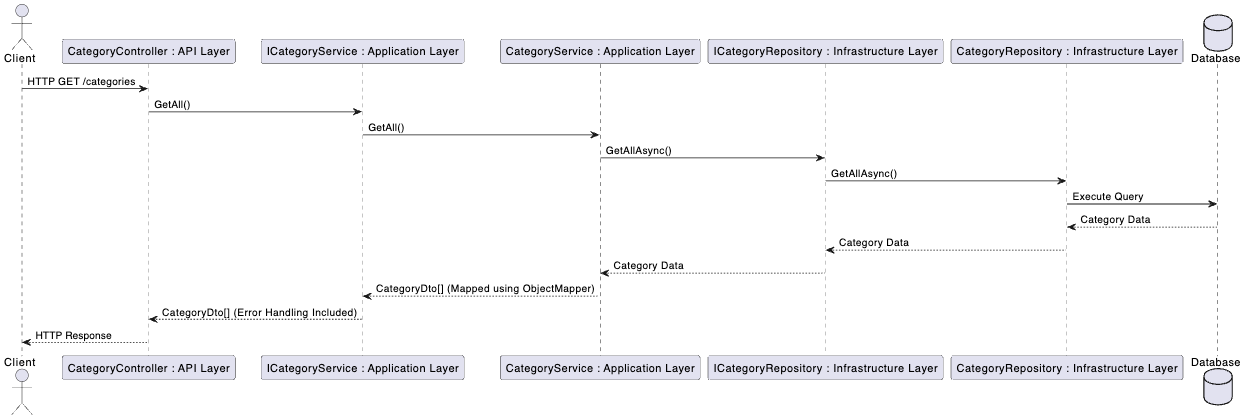 Client
CategoryController : API Layer
ICategoryService : Application Layer
CategoryService : Application Layer
ICategoryRepository : Infrastructure Layer
CategoryRepository : Infrastructure Layer
Database
HTTP GET /categories
GetAll()
GetAll()
GetAllAsync()
GetAllAsync()
Execute Query
Category Data
Category Data
Category Data
CategoryDto[] (Mapped using ObjectMapper)
CategoryDto[] (Error Handling Included)
HTTP Response
Client
CategoryController : API Layer
ICategoryService : Application Layer
CategoryService : Application Layer
ICategoryRepository : Infrastructure Layer
CategoryRepository : Infrastructure Layer
Database